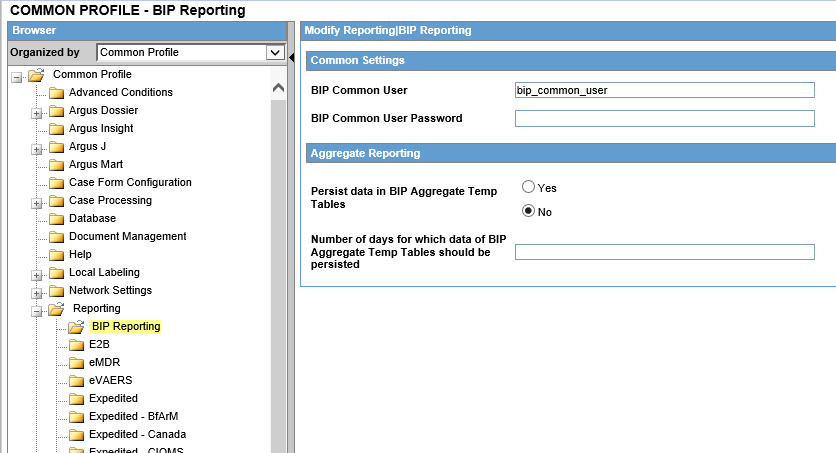 COMMON PROFILE - BIP Reporting
Browser
Organized by Common Profile
Common Profile
Advanced Conditions
Argus Dossier
Argus Insight
Argus J
Argus Mart
Case Form Configuration
Case Processing
Database
Document Management
Help
Local Labeling
Network Settings
Reporting
BIP Reporting
E2B
eMDR
eVAERS
Expedited
Expedited - BfArM
Expedited - Canada
Expedited - CIOMS
Modify Reporting|BIP Reporting
Common Settings
BIP Common User bip_common_user
BIP Common User Password
Aggregate Reporting
Persist data in BIP Aggregate Temp
Tables
Yes
No
Number of days for which data of BIP
Aggregate Temp Tables should be
persisted